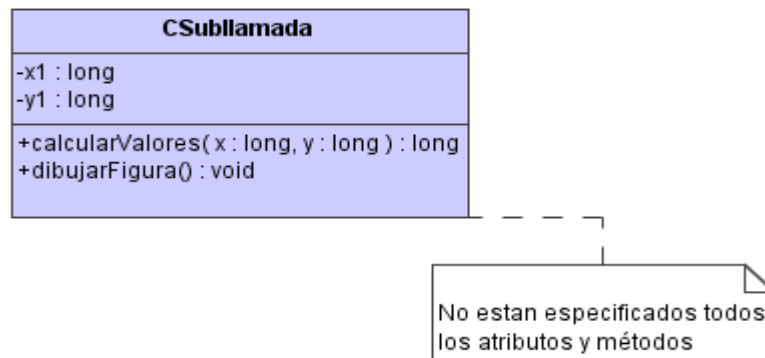 CSubllamada
-x1 : long
-y1 : long
+calcularValores( x : long, y : long ) : long
+dibujarFigura() : void
No estan especificados todos
los atributos y métodos